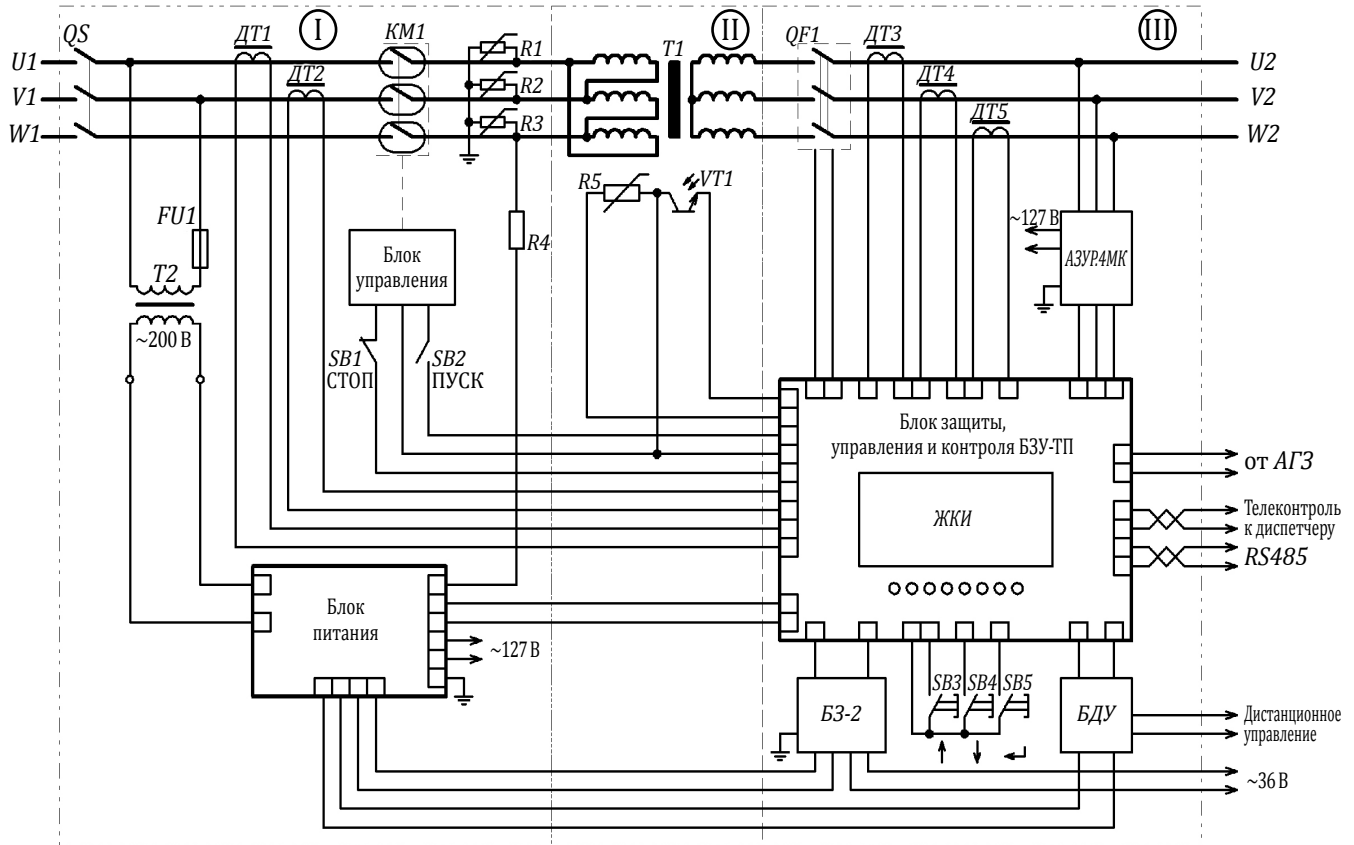 I
II
III
QS
ДТ1
ДТ2
КМ1
R1
R2
R3
T1
QF1
ДТ3
ДТ4
ДТ5
U1
V1
W1
U2
V2
W2
R5
VT1
R4
FU1
T2
~200 В
Блок
управления
SB1
СТОП
SB2
ПУСК
~127 В
АЗУР.4МК
Блок защиты,
управления и контроля БЗУ-ТП
ЖКИ
от АГЗ
Телеконтроль
к диспетчеру
RS485
Блок
питания
~127 В
БЗ-2
SB3
SB4
SB5
БДУ
Дистанционное
управление
~36 В